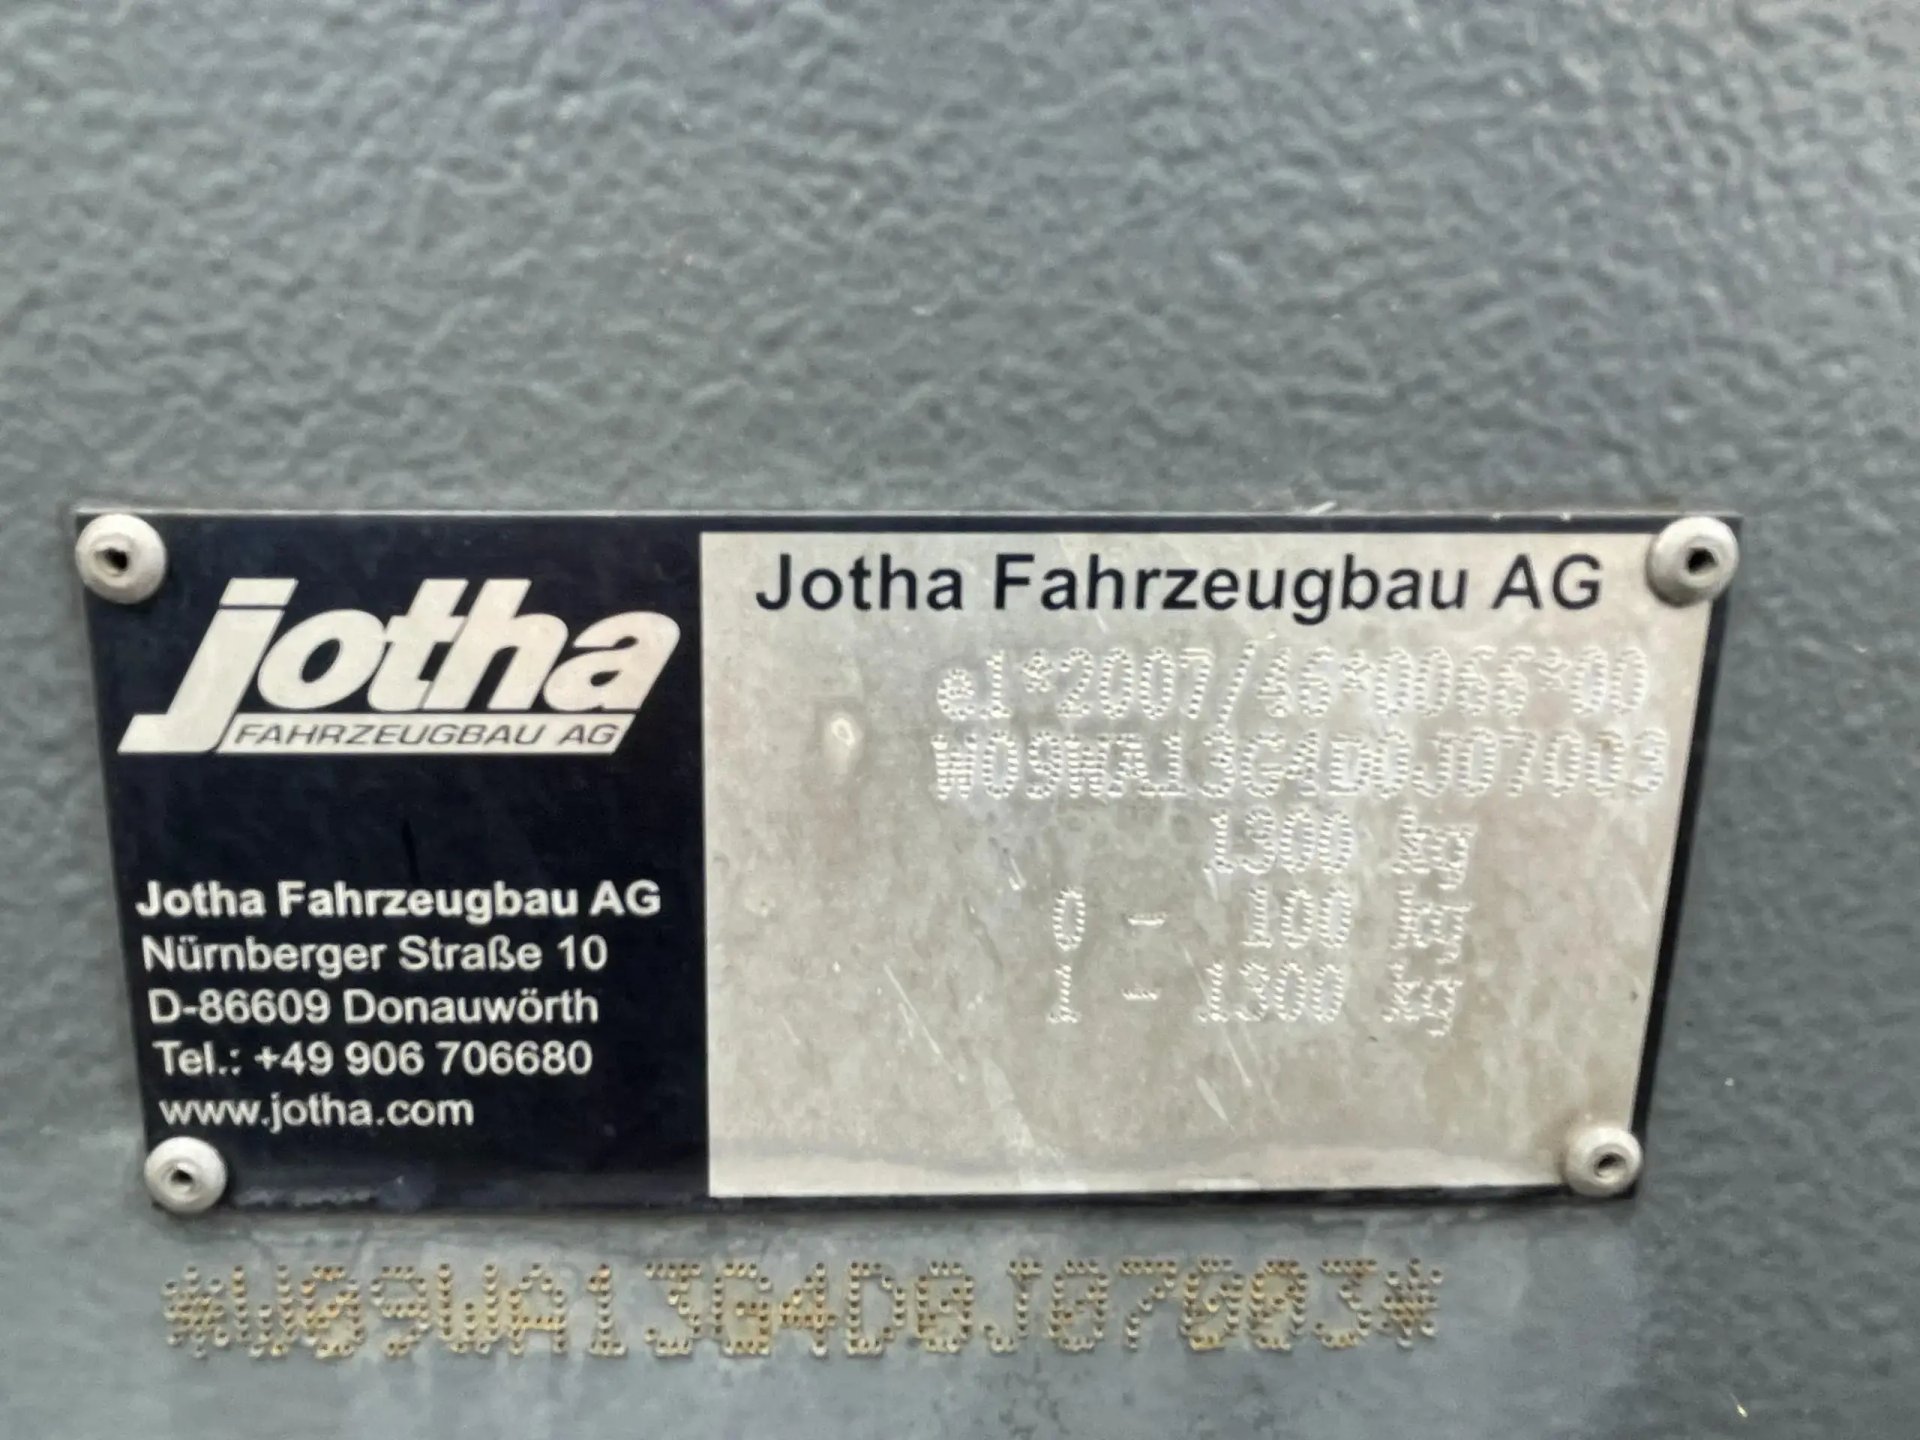 jotha
FAHRZEUGBAU AG
Jotha Fahrzeugbau AG
Nürnberger Straße 10
D-86609 Donauwörth
Tel.: +49 906 706680
www.jotha.com
Jotha Fahrzeugbau AG
e1*2007/46*0066*00
W09WA13G4D0J07003
1300 kg
0 - 100 kg
1 - 1300 kg
*W09WA13G4D0J07003*